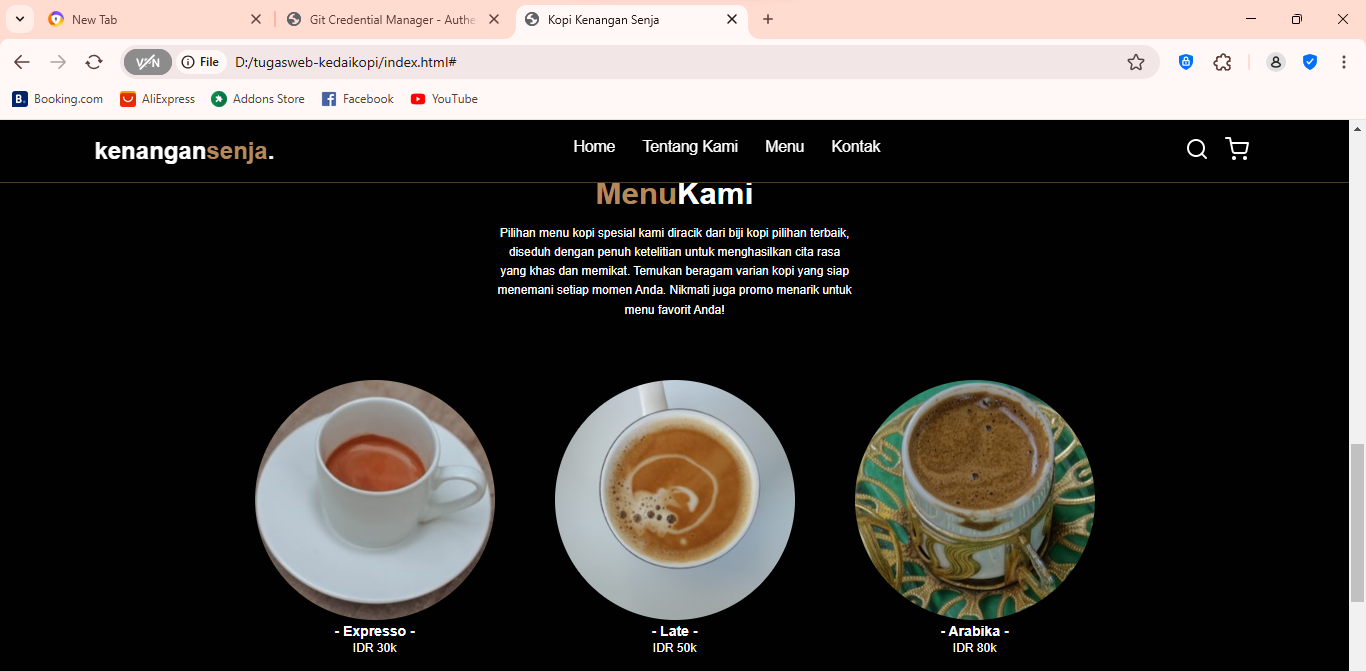 New Tab
Git Credential Manager - Authe
Kopi Kenangan Senja
VPN
File
D:/tugasweb-kedaikopi/index.html#
B. Booking.com
AliExpress
Addons Store
Facebook
YouTube
kenangansenja.
Home
Tentang Kami
Menu
Kontak
MenuKami
Pilihan menu kopi spesial kami diracik dari biji kopi pilihan terbaik,
diseduh dengan penuh ketelitian untuk menghasilkan cita rasa
yang khas dan memikat. Temukan beragam varian kopi yang siap
menemani setiap momen Anda. Nikmati juga promo menarik untuk
menu favorit Anda!
- Expresso -
IDR 30k
- Late -
IDR 50k
- Arabika -
IDR 80k